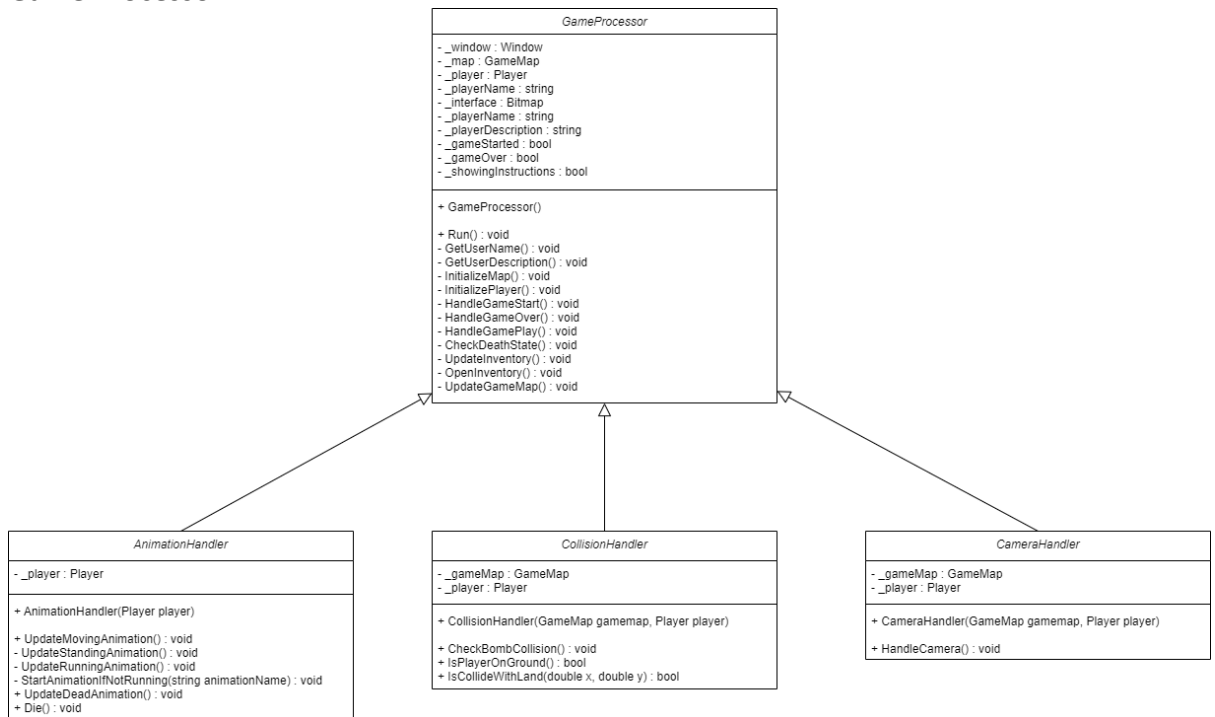 GameProcessor
- _window : Window
- _map : GameMap
- _player : Player
- _playerName : string
- _interface : Bitmap
- _playerName : string
- _playerDescription : string
- _gameStarted : bool
- _gameOver : bool
- _showingInstructions : bool
+ GameProcessor()
+ Run() : void
- GetUserName() : void
- GetUserDescription() : void
- InitializeMap() : void
- InitializePlayer() : void
- HandleGameStart() : void
- HandleGameOver() : void
- HandleGamePlay() : void
- CheckDeathState() : void
- UpdateInventory() : void
- OpenInventory() : void
- UpdateGameMap() : void
AnimationHandler
- _player : Player
+ AnimationHandler(Player player)
+ UpdateMovingAnimation() : void
- UpdateStandingAnimation() : void
- UpdateRunningAnimation() : void
- StartAnimationIfNotRunning(string animationName) : void
+ UpdateDeadAnimation() : void
+ Die() : void
CollisionHandler
- _gameMap : GameMap
- _player : Player
+ CollisionHandler(GameMap gamemap, Player player)
+ CheckBombCollision() : void
+ IsPlayerOnGround() : bool
+ IsCollideWithLand(double x, double y) : bool
CameraHandler
- _gameMap : GameMap
- _player : Player
+ CameraHandler(GameMap gamemap, Player player)
+ HandleCamera() : void